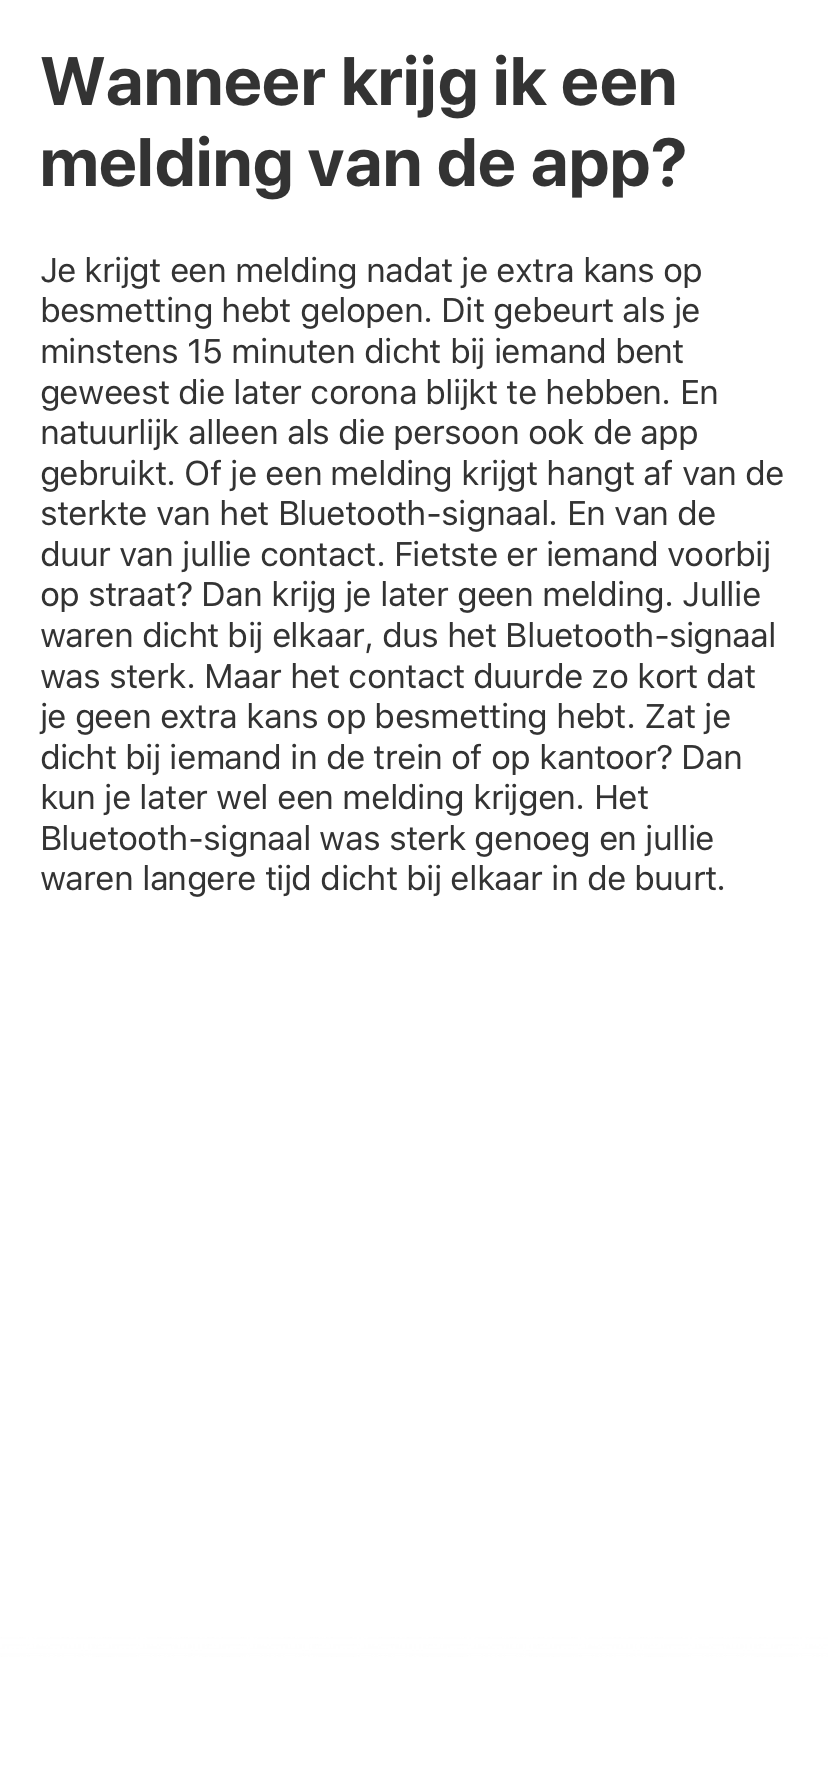 Wanneer krijg ik een
melding van de app?
Je krijgt een melding nadat je extra kans op
besmetting hebt gelopen. Dit gebeurt als je
minstens 15 minuten dicht bij iemand bent
geweest die later corona blijkt te hebben. En
natuurlijk alleen als die persoon ook de app
gebruikt. Of je een melding krijgt hangt af van de
sterkte van het Bluetooth-signaal. En van de
duur van jullie contact. Fietste er iemand voorbij
op straat? Dan krijg je later geen melding. Jullie
waren dicht bij elkaar, dus het Bluetooth-signaal
was sterk. Maar het contact duurde zo kort dat
je geen extra kans op besmetting hebt. Zat je
dicht bij iemand in de trein of op kantoor? Dan
kun je later wel een melding krijgen. Het
Bluetooth-signaal was sterk genoeg en jullie
waren langere tijd dicht bij elkaar in de buurt.